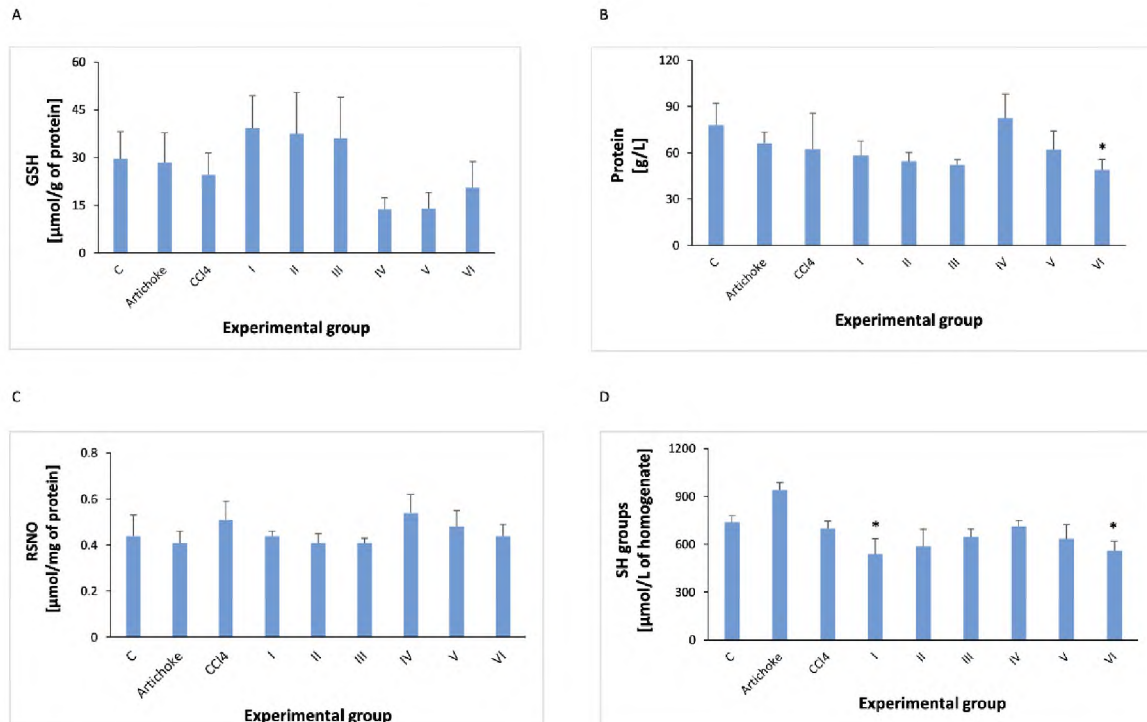 A
GSH
[µmol/g of protein]
60
45
30
15
0
C
Artichoke
CCl4
I
II
III
IV
V
VI
Experimental group
B
Protein
[g/L]
120
90
60
30
0
*
C
Artichoke
CCl4
I
II
III
IV
V
VI
Experimental group
C
RSNO
[µmol/mg of protein]
0.8
0.6
0.4
0.2
0
C
Artichoke
CCl4
I
II
III
IV
V
VI
Experimental group
D
SH groups
[µmol/L of homogenate]
1200
900
600
300
0
*
*
C
Artichoke
CCl4
I
II
III
IV
V
VI
Experimental group